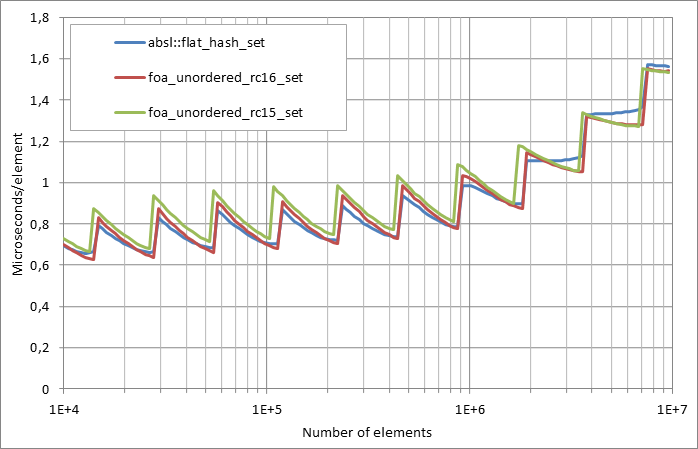 1,8
1,6
1,4
1,2
1
0,8
0,6
0,4
0,2
0
Microseconds/element
absl::flat_hash_set
foa_unordered_rc16_set
foa_unordered_rc15_set
1E+4 1E+5 1E+6 1E+7
Number of elements